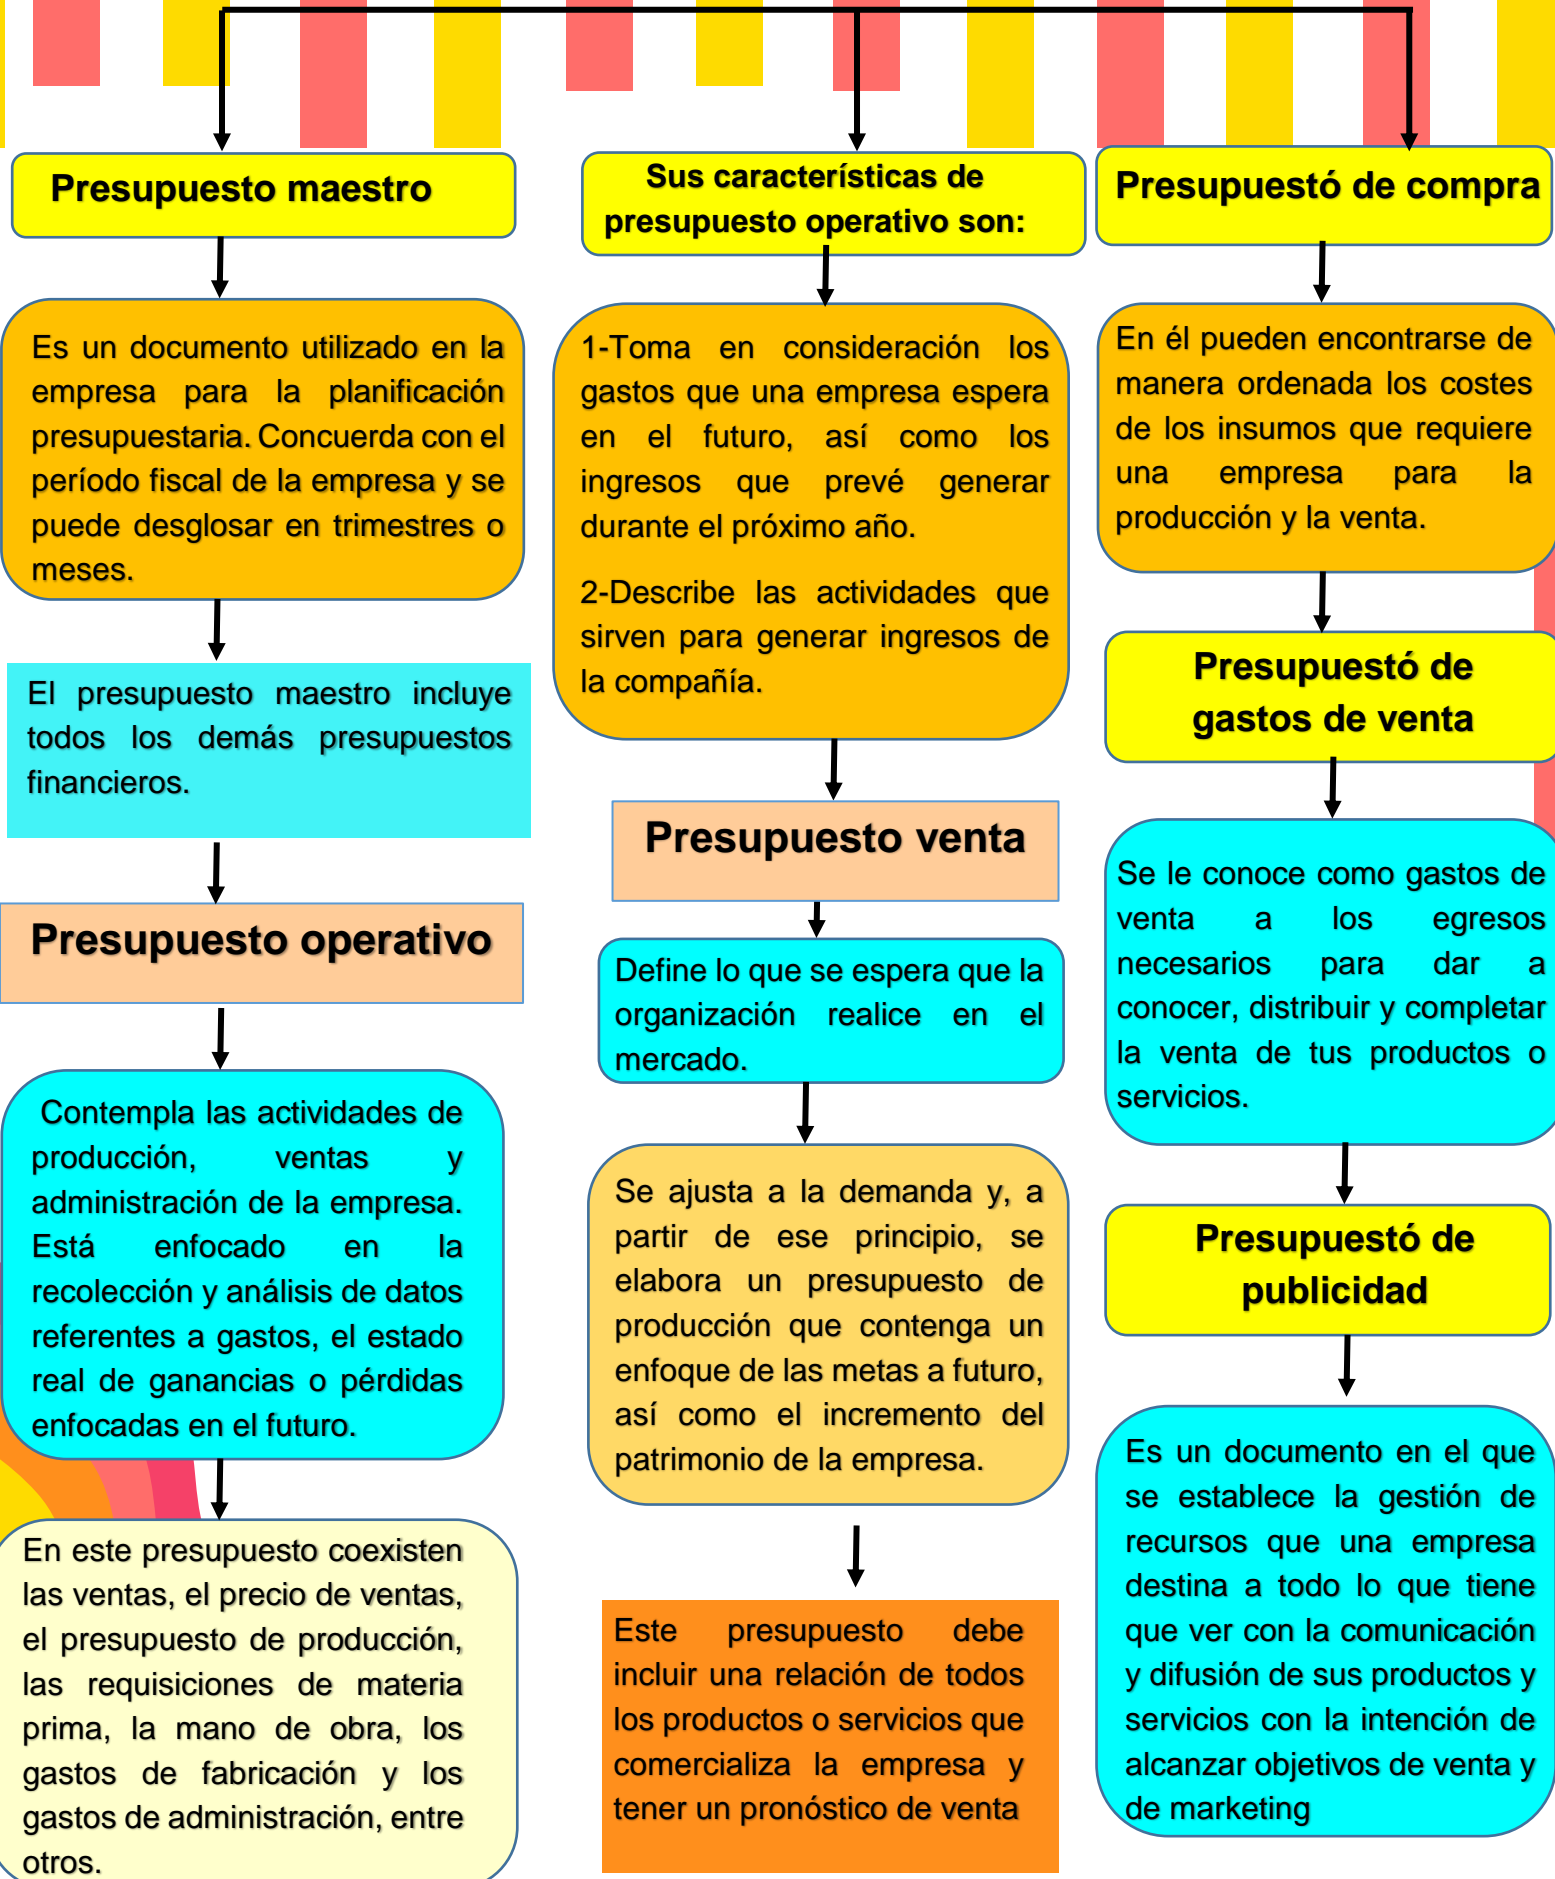 Presupuesto maestro
Es un documento utilizado en la
empresa para la planificación
presupuestaria. Concuerda con el
período fiscal de la empresa y se
puede desglosar en trimestres o
meses.
El presupuesto maestro incluye
todos los demás presupuestos
financieros.
Presupuesto operativo
Contempla las actividades de
producción, ventas y
administración de la empresa.
Está enfocado en la
recolección y análisis de datos
referentes a gastos, el estado
real de ganancias o pérdidas
enfocadas en el futuro.
En este presupuesto coexisten
las ventas, el precio de ventas,
el presupuesto de producción,
las requisiciones de materia
prima, la mano de obra, los
gastos de fabricación y los
gastos de administración, entre
otros.
Sus características de
presupuesto operativo son:
1-Toma en consideración los
gastos que una empresa espera
en el futuro, así como los
ingresos que prevé generar
durante el próximo año.
2-Describe las actividades que
sirven para generar ingresos de
la compañía.
Presupuesto venta
Define lo que se espera que la
organización realice en el
mercado.
Se ajusta a la demanda y, a
partir de ese principio, se
elabora un presupuesto de
producción que contenga un
enfoque de las metas a futuro,
así como el incremento del
patrimonio de la empresa.
Este presupuesto debe
incluir una relación de todos
los productos o servicios que
comercializa la empresa y
tener un pronóstico de venta
Presupuestó de compra
En él pueden encontrarse de
manera ordenada los costes
de los insumos que requiere
una empresa para la
producción y la venta.
Presupuestó de
gastos de venta
Se le conoce como gastos de
venta a los egresos
necesarios para dar a
conocer, distribuir y completar
la venta de tus productos o
servicios.
Presupuestó de
publicidad
Es un documento en el que
se establece la gestión de
recursos que una empresa
destina a todo lo que tiene
que ver con la comunicación
y difusión de sus productos y
servicios con la intención de
alcanzar objetivos de venta y
de marketing